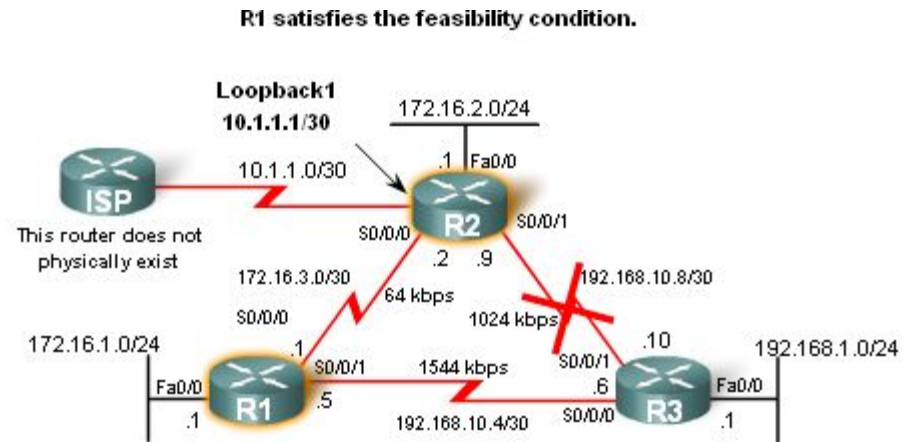 R1 satisfies the feasibility condition.
Loopback1
10.1.1.1/30
172.16.2.0/24
10.1.1.0/30
.1
Fa0/0
ISP
R2
This router does not
physically exist
S0/0/0
S0/0/1
.2
.9
172.16.3.0/30
192.168.10.8/30
64 kbps
S0/0/0
1024 kbps
172.16.1.0/24
.1
.10
192.168.1.0/24
S0/0/1
1544 kbps
S0/0/1
Fa0/0
.6
Fa0/0
R1
.5
R3
.1
192.168.10.4/30
S0/0/0
.1